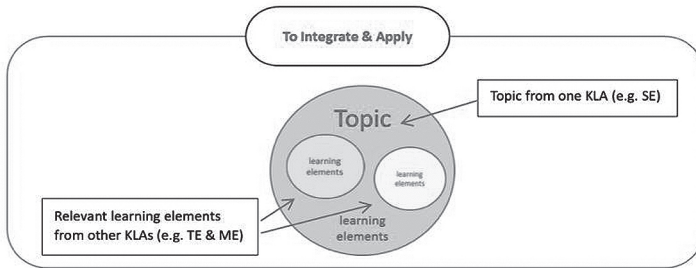 To Integrate & Apply
Topic from one KLA (e.g. SE)
Topic
learning
elements
learning
elements
Relevant learning elements
from other KLAs (e.g. TE & ME)
learning
elements